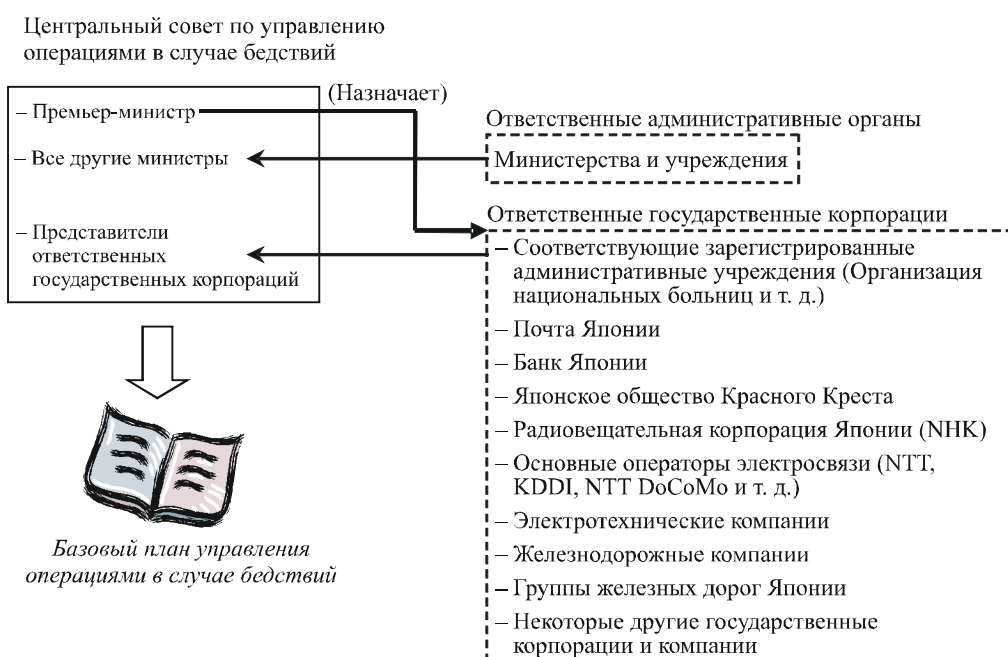 Центральный совет по управлению
операциями в случае бедствий
(Назначает)
– Премьер-министр
– Все другие министры
– Представители
ответственных
государственных корпораций
Базовый план управления
операциями в случае бедствий
Ответственные административные органы
Министерства и учреждения
Ответственные государственные корпорации
– Соответствующие зарегистрированные
административные учреждения (Организация
национальных больниц и т. д.)
– Почта Японии
– Банк Японии
– Японское общество Красного Креста
– Радиовещательная корпорация Японии (NHK)
– Основные операторы электросвязи (NTT,
KDDI, NTT DoCoMo и т. д.)
– Электротехнические компании
– Железнодорожные компании
– Группы железных дорог Японии
– Некоторые другие государственные
корпорации и компании